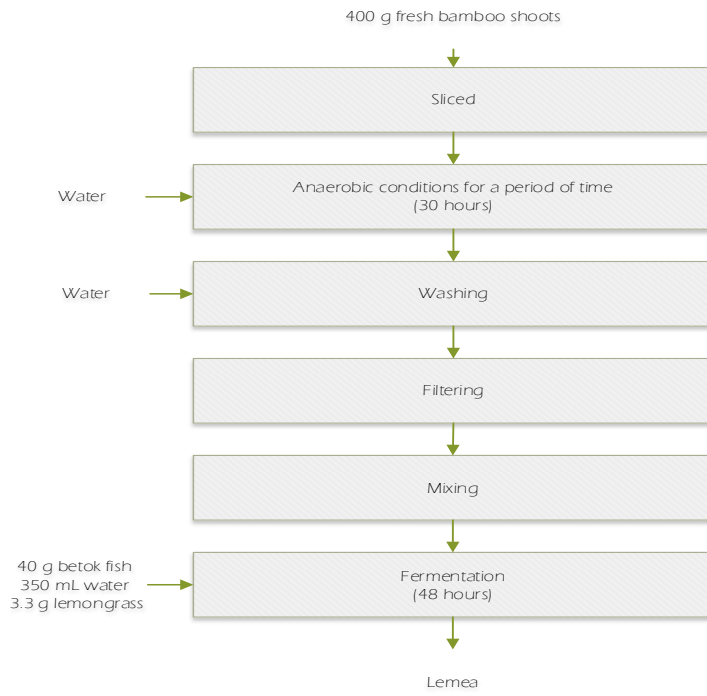 400 g fresh bamboo shoots
Sliced
Water
Anaerobic conditions for a period of time
(30 hours)
Water
Washing
Filtering
Mixing
40 g betok fish
350 mL water
3.3 g lemongrass
Fermentation
(48 hours)
Lemea